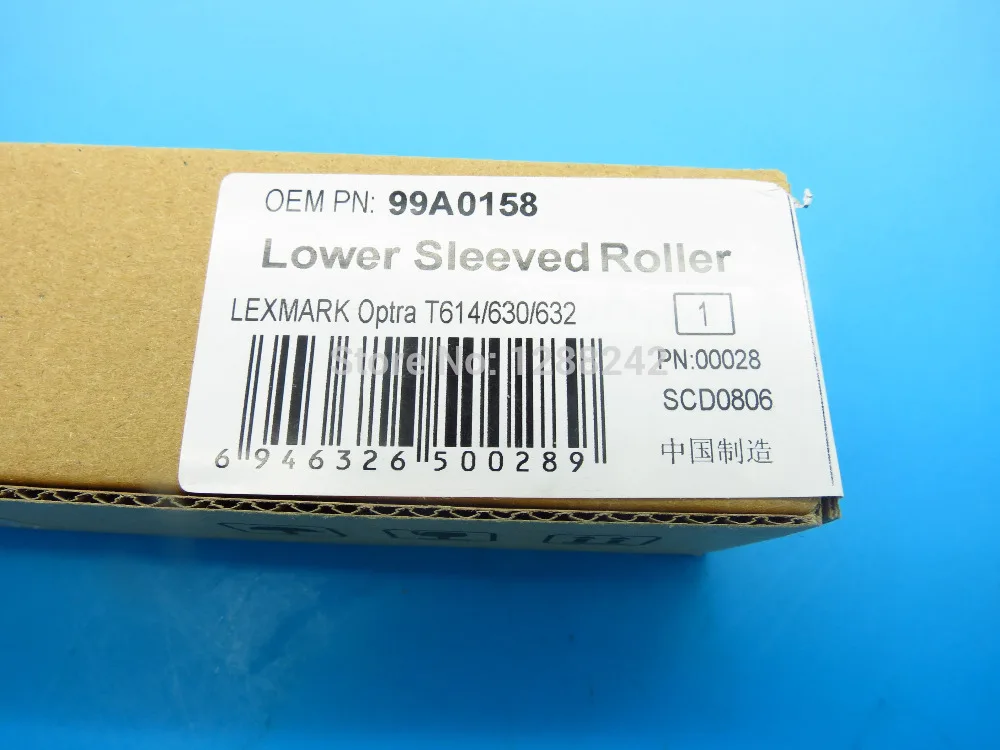 OEM PN: 99A0158
Lower Sleeved Roller
LEXMARK Optra T614/630/632
1
Store No: 1286242
PN:00028
SCD0806
6 946326 500289
中国制造